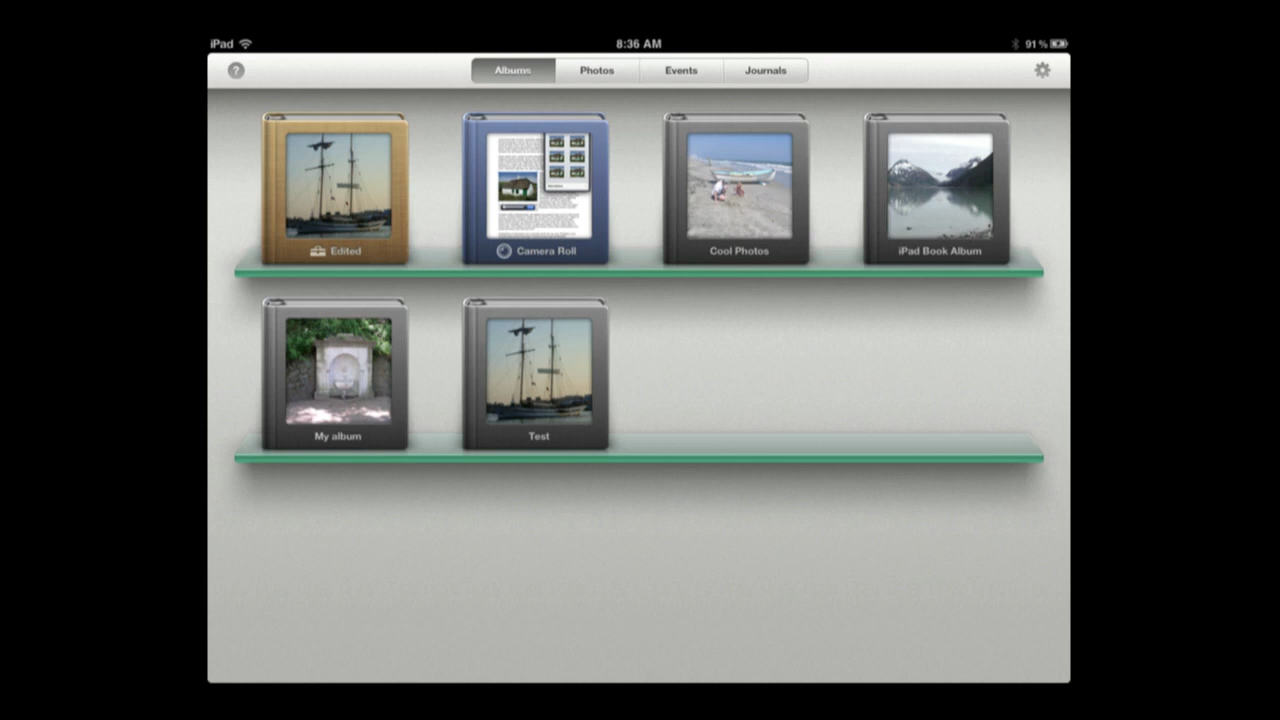 iPad 8:36 AM 91%
? Albums Photos Events Journals
Edited Camera Roll Cool Photos iPad Book Album
My album Test